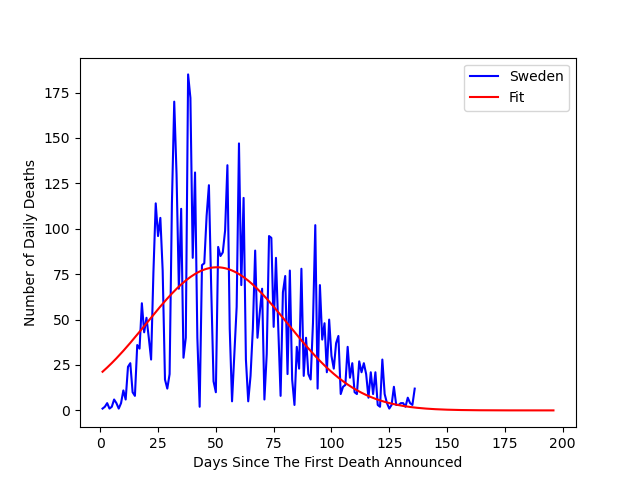 Sweden
Fit
175
150
125
100
75
50
25
0
Number of Daily Deaths
0 25 50 75 100 125 150 175 200
Days Since The First Death Announced